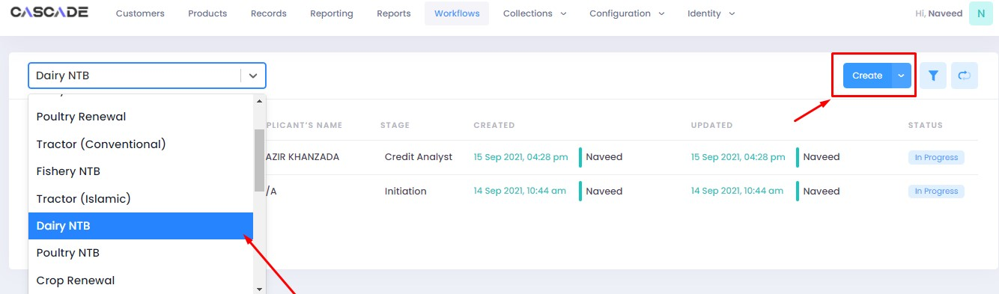 CASCADE Customers Products Records Reporting Reports Workflows Collections Configuration Identity Hi, Naveed N
Dairy NTB Create
Poultry Renewal
PLICANT'S NAME STAGE CREATED UPDATED STATUS
Tractor (Conventional)
AZIR KHANZADA Credit Analyst 15 Sep 2021, 04:28 pm Naveed 15 Sep 2021, 04:28 pm Naveed In Progress
Fishery NTB
/A Initiation 14 Sep 2021, 10:44 am Naveed 14 Sep 2021, 10:44 am Naveed In Progress
Tractor (Islamic)
Dairy NTB
Poultry NTB
Crop Renewal